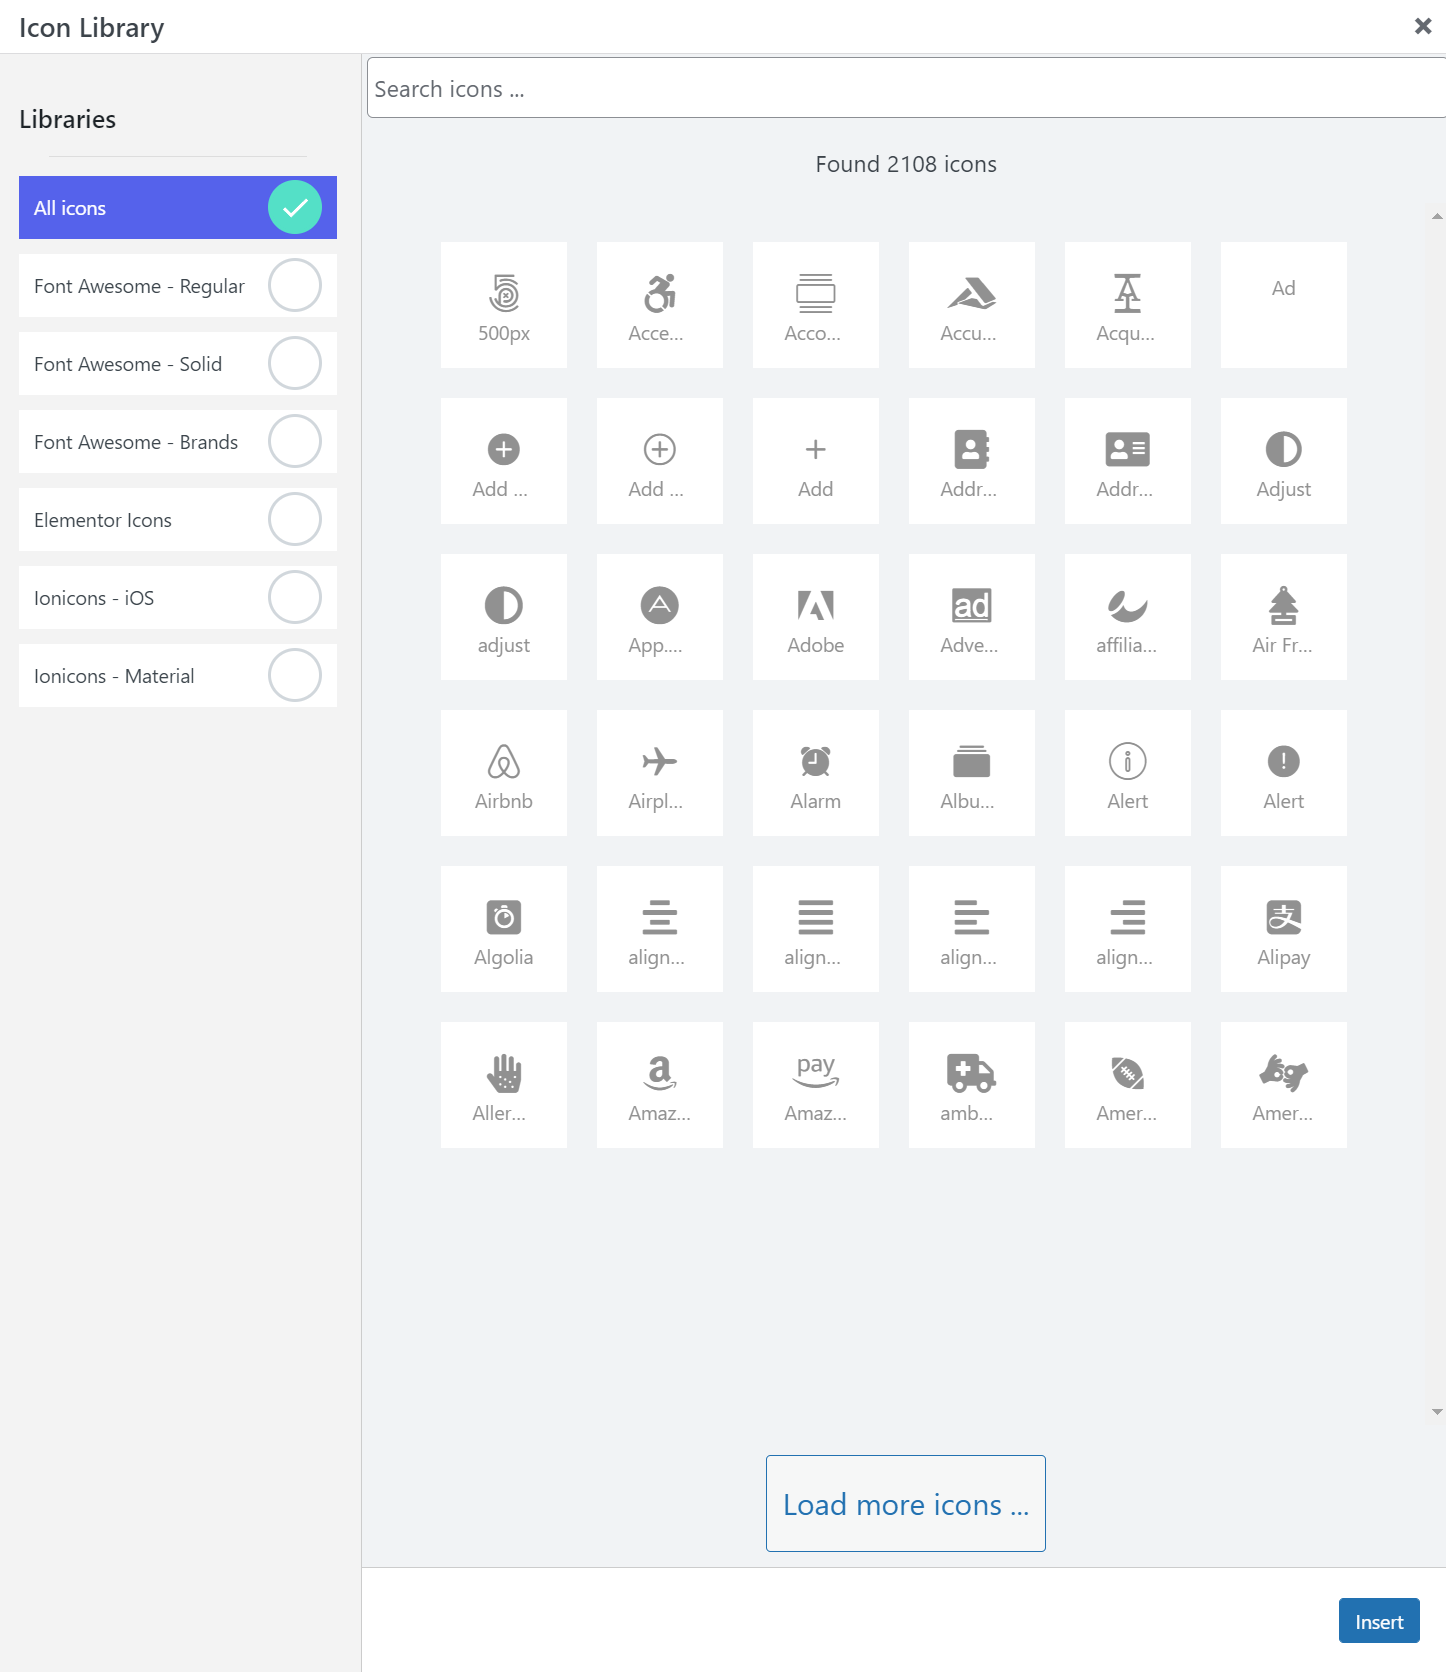 Icon Library
Libraries
All icons
Font Awesome - Regular
Font Awesome - Solid
Font Awesome - Brands
Elementor Icons
Ionicons - iOS
Ionicons - Material
Search icons ...
Found 2108 icons
500px Acce... Acco... Accu... Acqu... Ad
Add ... Add ... Add Addr... Addr... Adjust
ad
adjust App.... Adobe Adve... affilia... Air Fr...
Airbnb Airpl... Alarm Albu... Alert Alert
支
Algolia align... align... align... align... Alipay
a pay
Aller... Amaz... Amaz... amb... Amer... Amer...
Load more icons ...
Insert